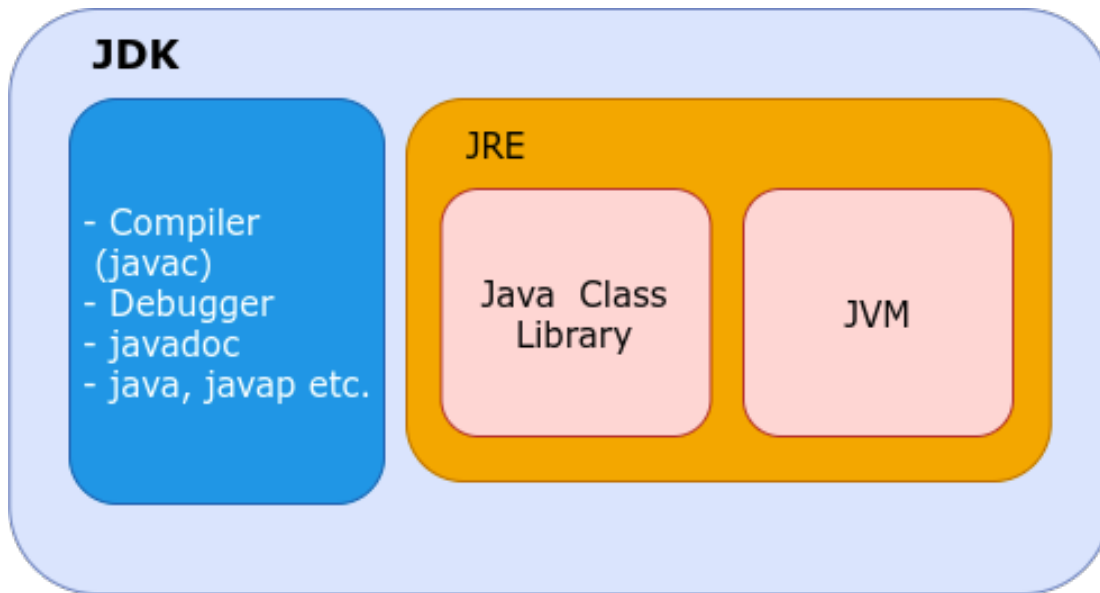 JDK
- Compiler
(javac)
- Debugger
- javadoc
- java, javap etc.
JRE
Java Class
Library
JVM